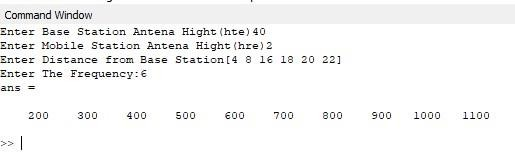 Command Window
Enter Base Station Antena Hight(hte)40
Enter Mobile Station Antena Hight(hre)2
Enter Distance from Base Station[4 8 16 18 20 22]
Enter The Frequency:6
ans =
200 300 400 500 600 700 800 900 1000 1100
>>